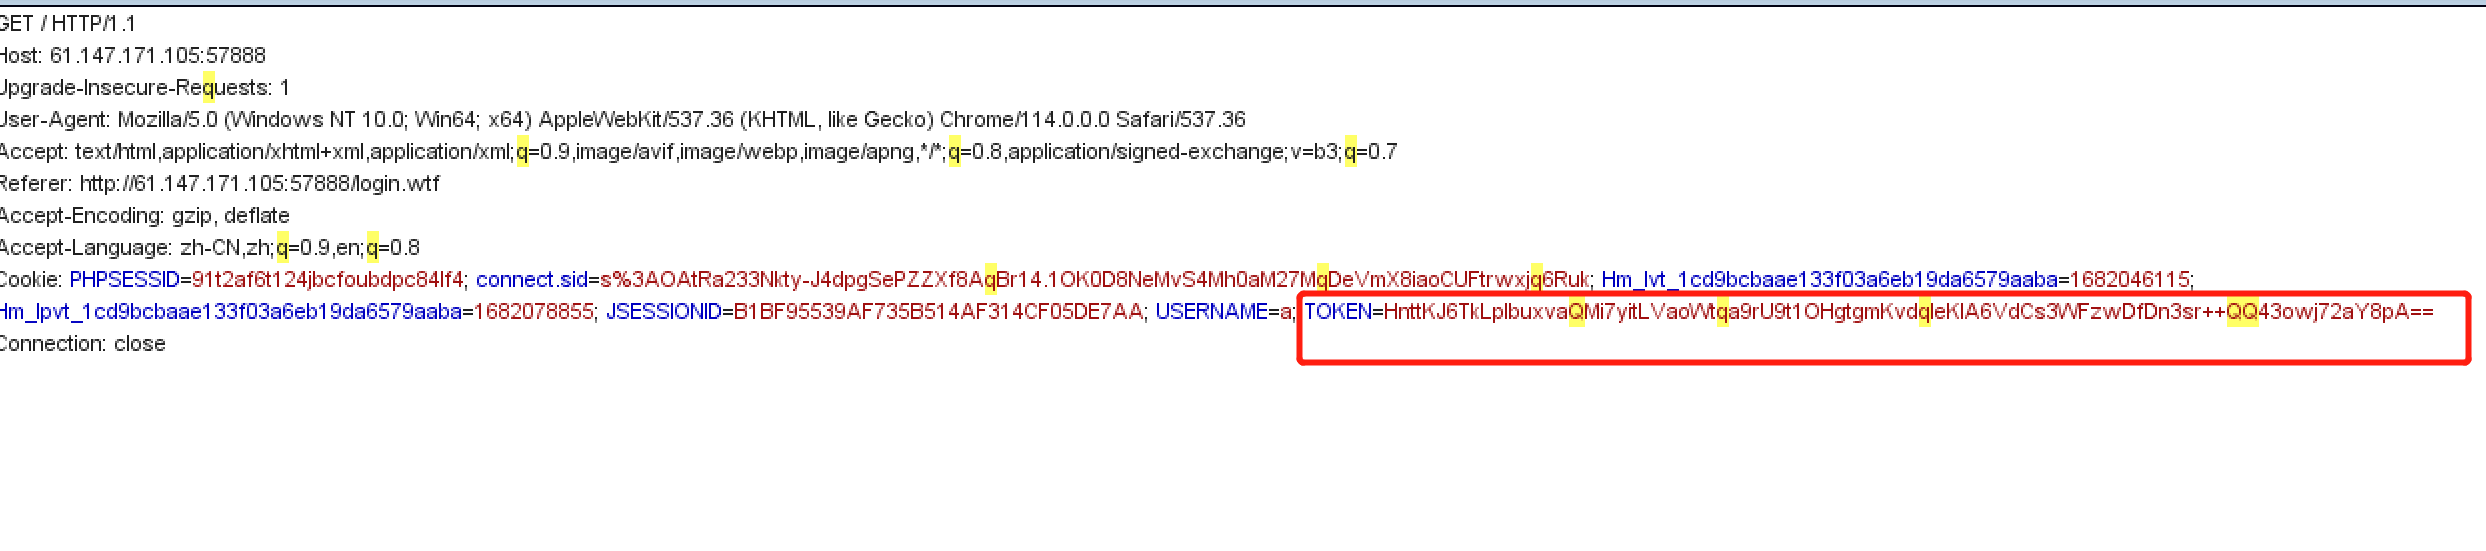 GET / HTTP/1.1
Host: 61.147.171.105:57888
Upgrade-Insecure-Requests: 1
User-Agent: Mozilla/5.0 (Windows NT 10.0; Win64; x64) AppleWebKit/537.36 (KHTML, like Gecko) Chrome/114.0.0.0 Safari/537.36
Accept: text/html,application/xhtml+xml,application/xml;q=0.9,image/avif,image/webp,image/apng,*/*;q=0.8,application/signed-exchange;v=b3;q=0.7
Referer: http://61.147.171.105:57888/login.wtf
Accept-Encoding: gzip, deflate
Accept-Language: zh-CN,zh;q=0.9,en;q=0.8
Cookie: PHPSESSID=91t2af6t124jbcfoubdpc84lf4; connect.sid=s%3AOAtRa233Nkty-J4dpgSePZZXf8AqBr14.1OK0D8NeMvS4Mh0aM27MqDeVmX8iaoCUFtrwxjq6Ruk; Hm_lvt_1cd9bcbaae133f03a6eb19da6579aaba=1682046115;
Hm_lpvt_1cd9bcbaae133f03a6eb19da6579aaba=1682078855; JSESSIONID=B1BF95539AF735B514AF314CF05DE7AA; USERNAME=a; TOKEN=HnttKJ6TkLplbuxvaQMi7yitLVaoWtqa9rU9t1OHgtgmKvdqleKlA6VdCs3WFzwDfDn3sr++QQ43owj72aY8pA==
Connection: close